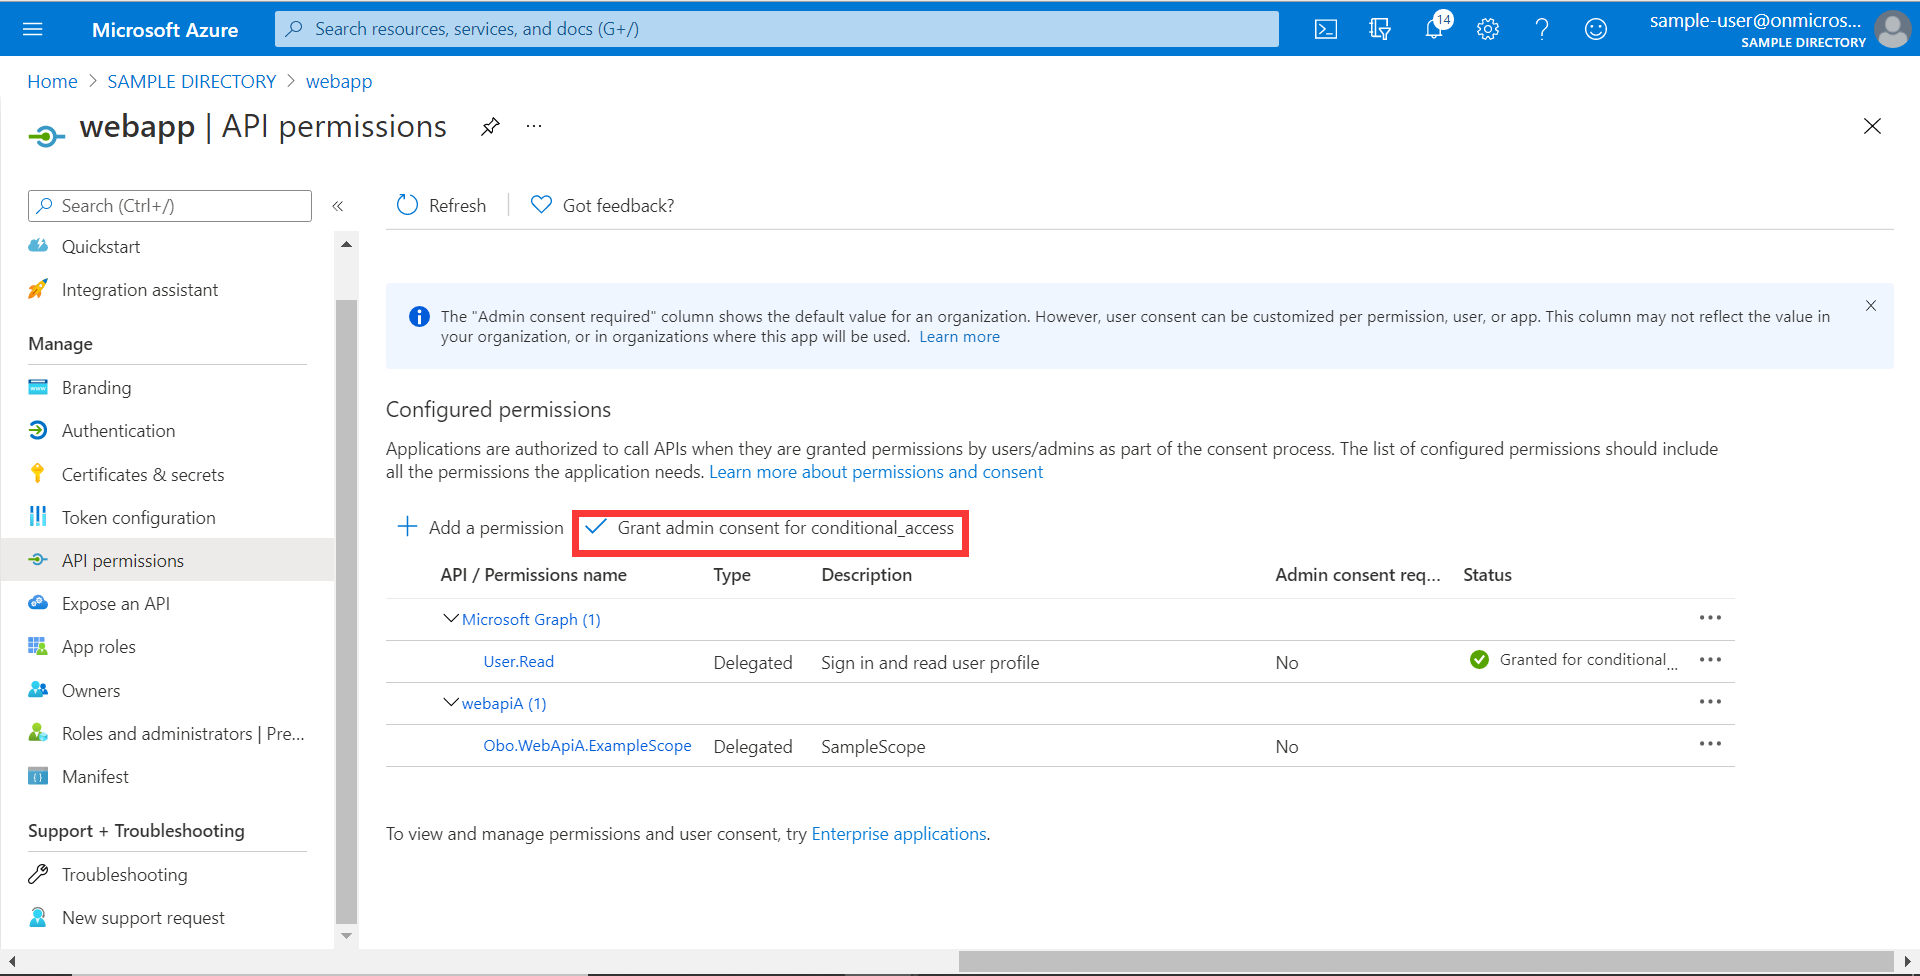 Microsoft Azure
Search resources, services, and docs (G+/)
14
sample-user@onmicros...
SAMPLE DIRECTORY
Home > SAMPLE DIRECTORY > webapp
webapp | API permissions
Search (Ctrl+/)
Quickstart
Integration assistant
Manage
Branding
Authentication
Certificates & secrets
Token configuration
API permissions
Expose an API
App roles
Owners
Roles and administrators | Pre...
Manifest
Support + Troubleshooting
Troubleshooting
New support request
Refresh
Got feedback?
The "Admin consent required" column shows the default value for an organization. However, user consent can be customized per permission, user, or app. This column may not reflect the value in
your organization, or in organizations where this app will be used. Learn more
Configured permissions
Applications are authorized to call APIs when they are granted permissions by users/admins as part of the consent process. The list of configured permissions should include
all the permissions the application needs. Learn more about permissions and consent
Add a permission
Grant admin consent for conditional_access
API / Permissions name Type Description Admin consent req... Status
Microsoft Graph (1)
User.Read Delegated Sign in and read user profile No Granted for conditional_...
webapiA (1)
Obo.WebApiA.ExampleScope Delegated SampleScope No
To view and manage permissions and user consent, try Enterprise applications.